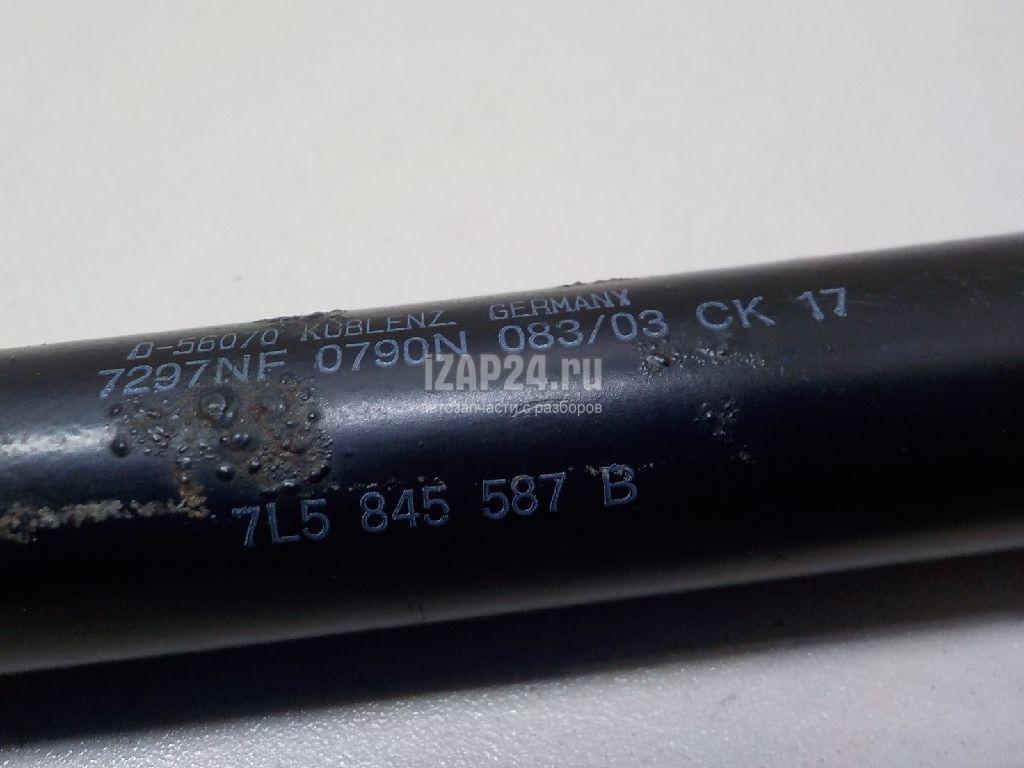 D-56070 KOBLENZ GERMANY
7297NF 0790N 083/03 CK 17
iZAP24.ru
автозапчасти с разборов
7L5 845 587 B